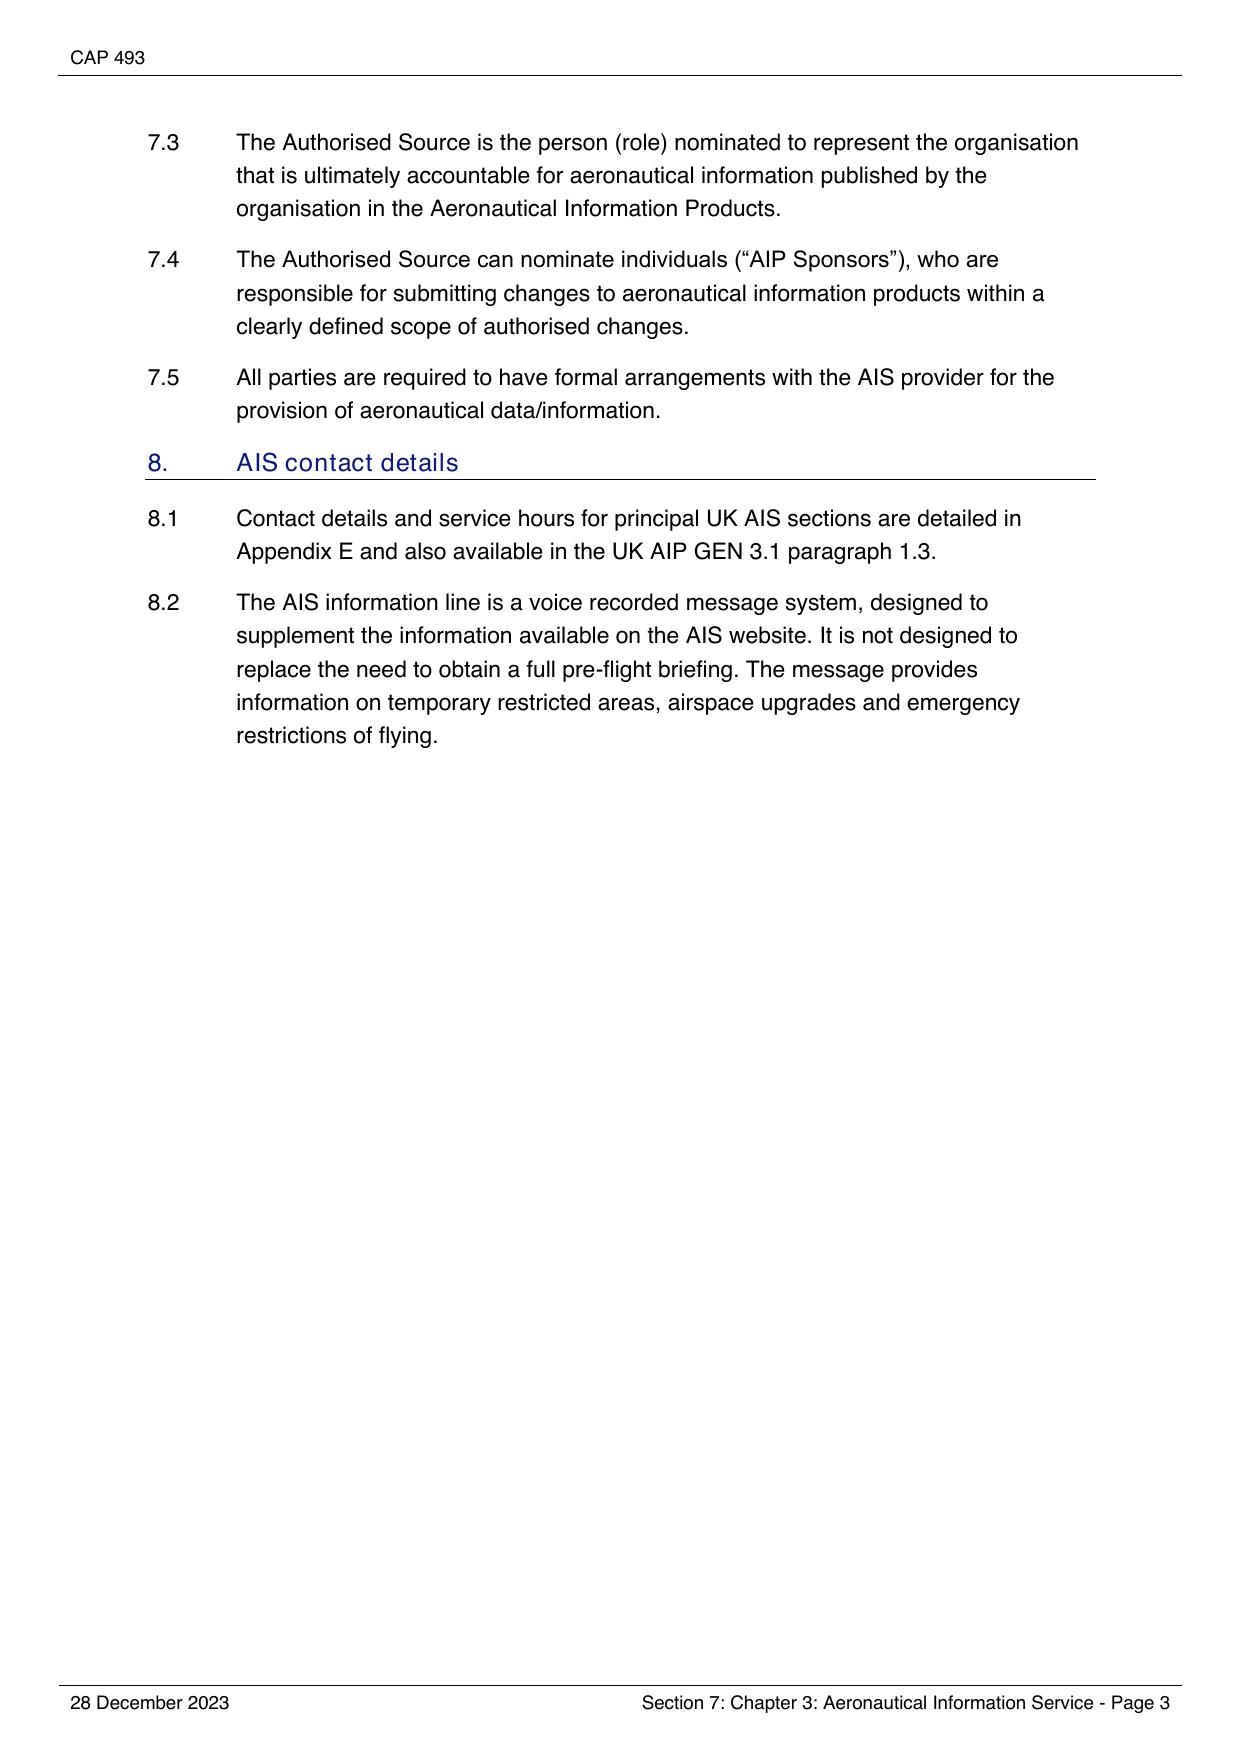 CAP 493
7.3 The Authorised Source is the person (role) nominated to represent the organisation
that is ultimately accountable for aeronautical information published by the
organisation in the Aeronautical Information Products.
7.4 The Authorised Source can nominate individuals (“AIP Sponsors”), who are
responsible for submitting changes to aeronautical information products within a
clearly defined scope of authorised changes.
7.5 All parties are required to have formal arrangements with the AIS provider for the
provision of aeronautical data/information.
8. AIS contact details
8.1 Contact details and service hours for principal UK AIS sections are detailed in
Appendix E and also available in the UK AIP GEN 3.1 paragraph 1.3.
8.2 The AIS information line is a voice recorded message system, designed to
supplement the information available on the AIS website. It is not designed to
replace the need to obtain a full pre-flight briefing. The message provides
information on temporary restricted areas, airspace upgrades and emergency
restrictions of flying.
28 December 2023 Section 7: Chapter 3: Aeronautical Information Service - Page 3